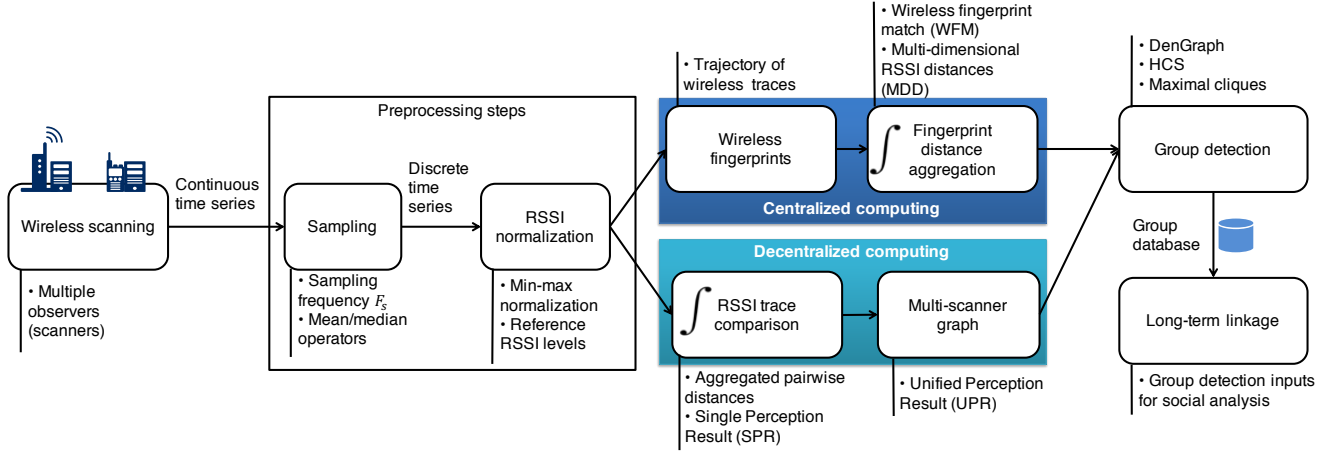 Wireless scanning
• Multiple
observers
(scanners)
Continuous
time series
Preprocessing steps
Sampling
• Sampling
frequency F_s
• Mean/median
operators
Discrete
time
series
RSSI
normalization
• Min-max
normalization
• Reference
RSSI levels
• Trajectory of
wireless traces
Wireless
fingerprints
• Wireless fingerprint
match (WFM)
• Multi-dimensional
RSSI distances
(MDD)
∫
Fingerprint
distance
aggregation
Centralized computing
Decentralized computing
∫
RSSI trace
comparison
• Aggregated pairwise
distances
• Single Perception
Result (SPR)
Multi-scanner
graph
• Unified Perception
Result (UPR)
• DenGraph
• HCS
• Maximal cliques
Group detection
Group
database
Long-term linkage
• Group detection inputs
for social analysis